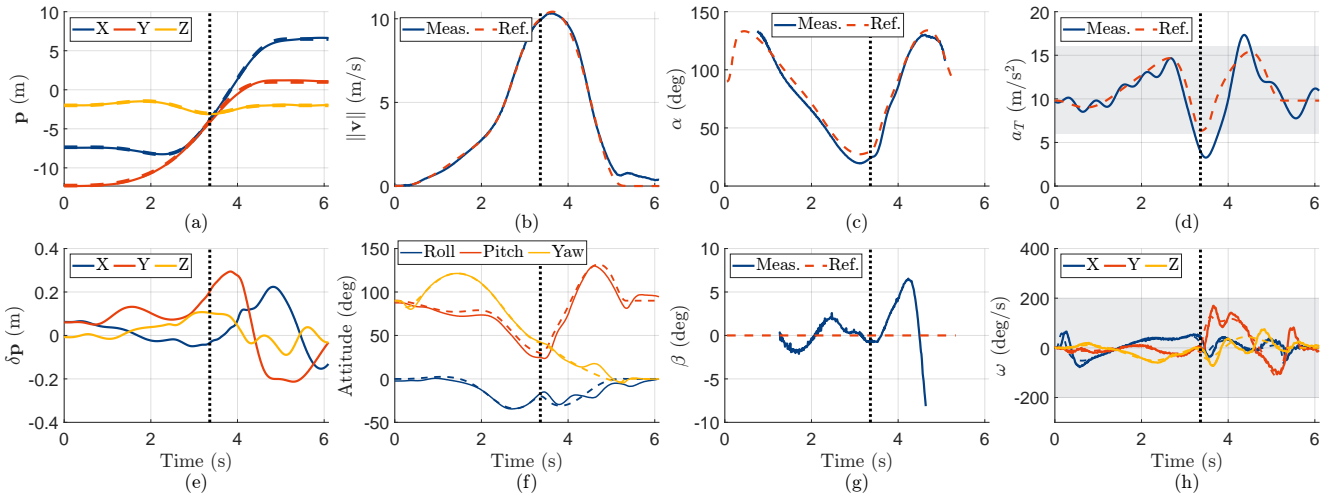 10
5
0
-5
-10
p (m)
X Y Z
0 2 4 6
(a)
10
5
0
‖v‖ (m/s)
Meas. Ref.
0 2 4 6
(b)
150
100
50
0
α (deg)
Meas. Ref.
0 2 4 6
(c)
20
15
10
5
0
a_T (m/s²)
Meas. Ref.
0 2 4 6
(d)
0.4
0.2
0
-0.2
-0.4
δp (m)
X Y Z
0 2 4 6
Time (s)
(e)
150
100
50
0
-50
Attitude (deg)
Roll Pitch Yaw
0 2 4 6
Time (s)
(f)
10
5
0
-5
-10
β (deg)
Meas. Ref.
0 2 4 6
Time (s)
(g)
400
200
0
-200
-400
ω (deg/s)
X Y Z
0 2 4 6
Time (s)
(h)